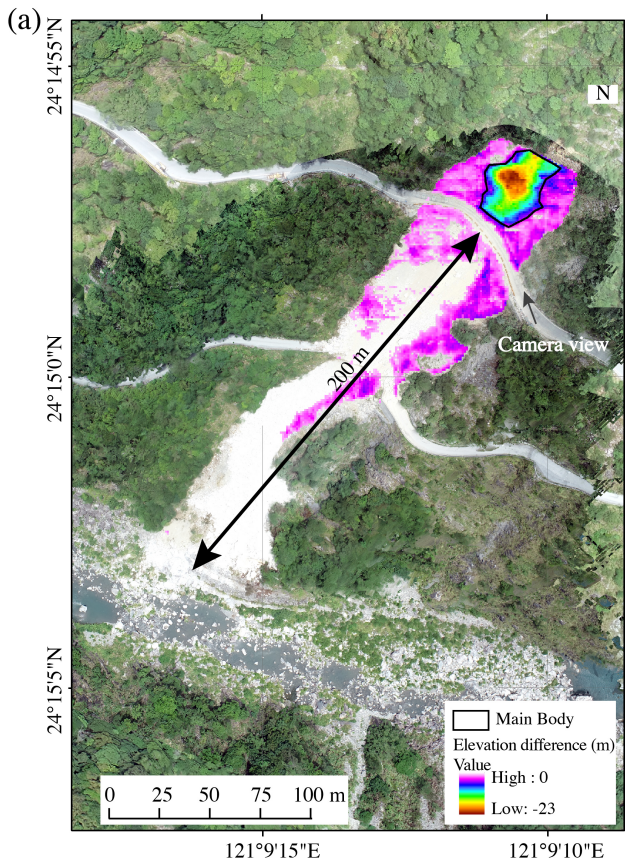 (a)
24°14'55"N
N
Camera view
200 m
24°15'0"N
24°15'5"N
Main Body
Elevation difference (m)
Value
High : 0
Low: -23
0 25 50 75 100 m
121°9'15"E 121°9'10"E